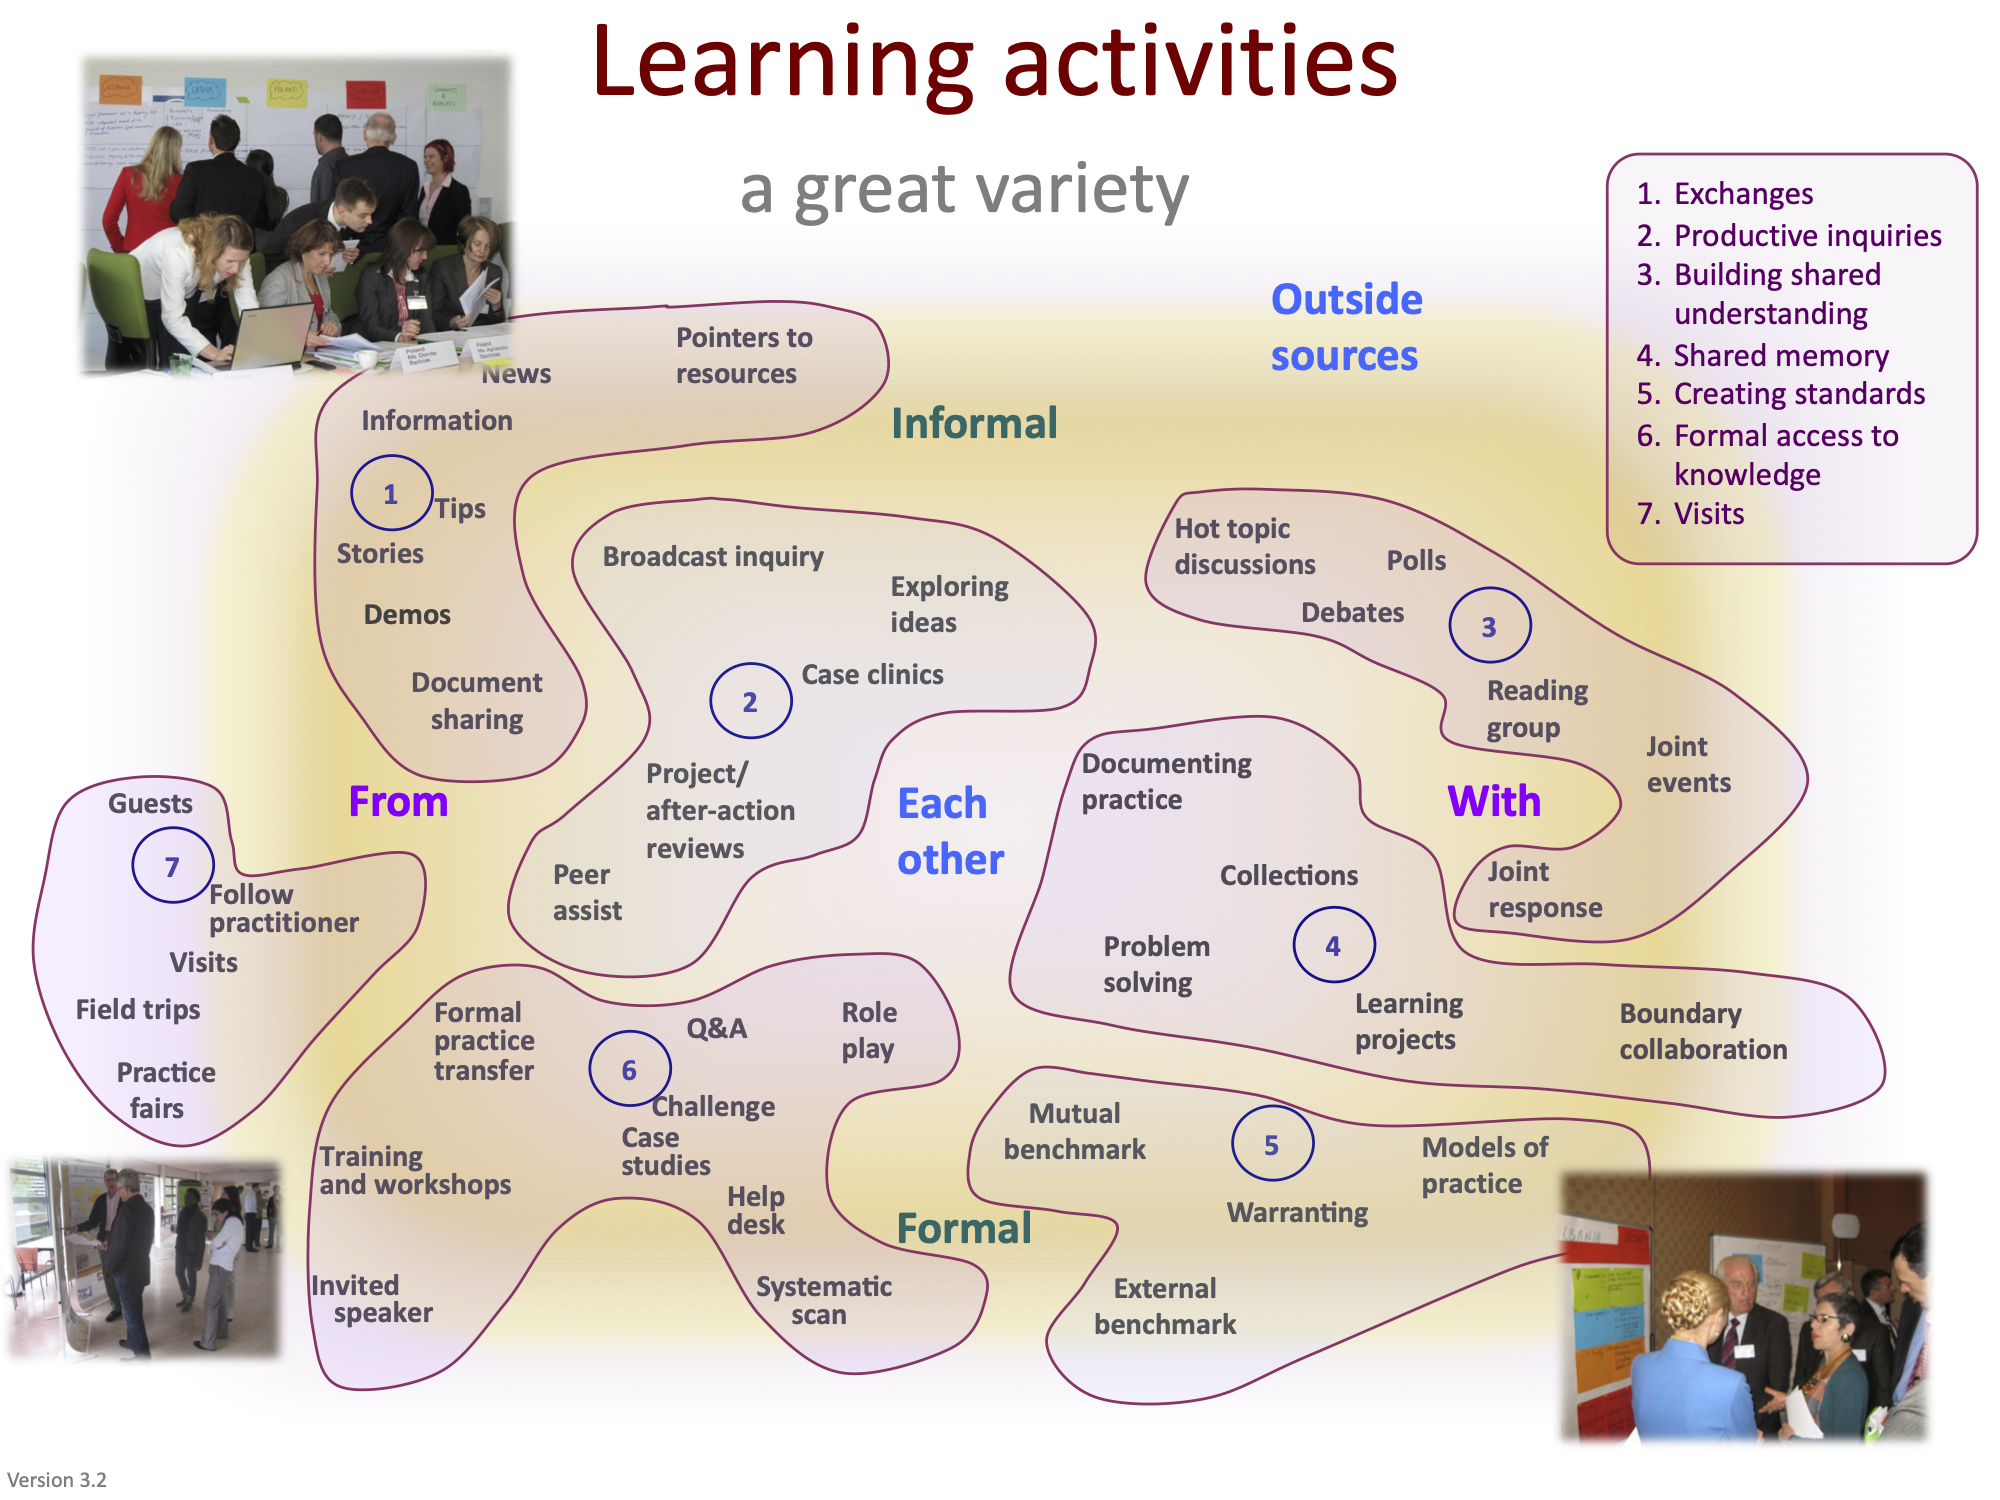 Learning activities
a great variety
LATVIA
POLAND
1. Exchanges
2. Productive inquiries
3. Building shared
understanding
4. Shared memory
5. Creating standards
6. Formal access to
knowledge
7. Visits
Outside
sources
Informal
From
Each
other
With
Formal
News
Pointers to
resources
Information
1
Tips
Stories
Demos
Document
sharing
Broadcast inquiry
Exploring
ideas
Case clinics
2
Project/
after-action
reviews
Peer
assist
Hot topic
discussions
Polls
Debates
3
Reading
group
Joint
events
Joint
response
Documenting
practice
Collections
4
Problem
solving
Learning
projects
Boundary
collaboration
Mutual
benchmark
5
Models of
practice
Warranting
External
benchmark
Formal
practice
transfer
6
Q&A
Role
play
Challenge
Case
studies
Training
and workshops
Help
desk
Invited
speaker
Systematic
scan
Guests
7
Follow
practitioner
Visits
Field trips
Practice
fairs
Version 3.2